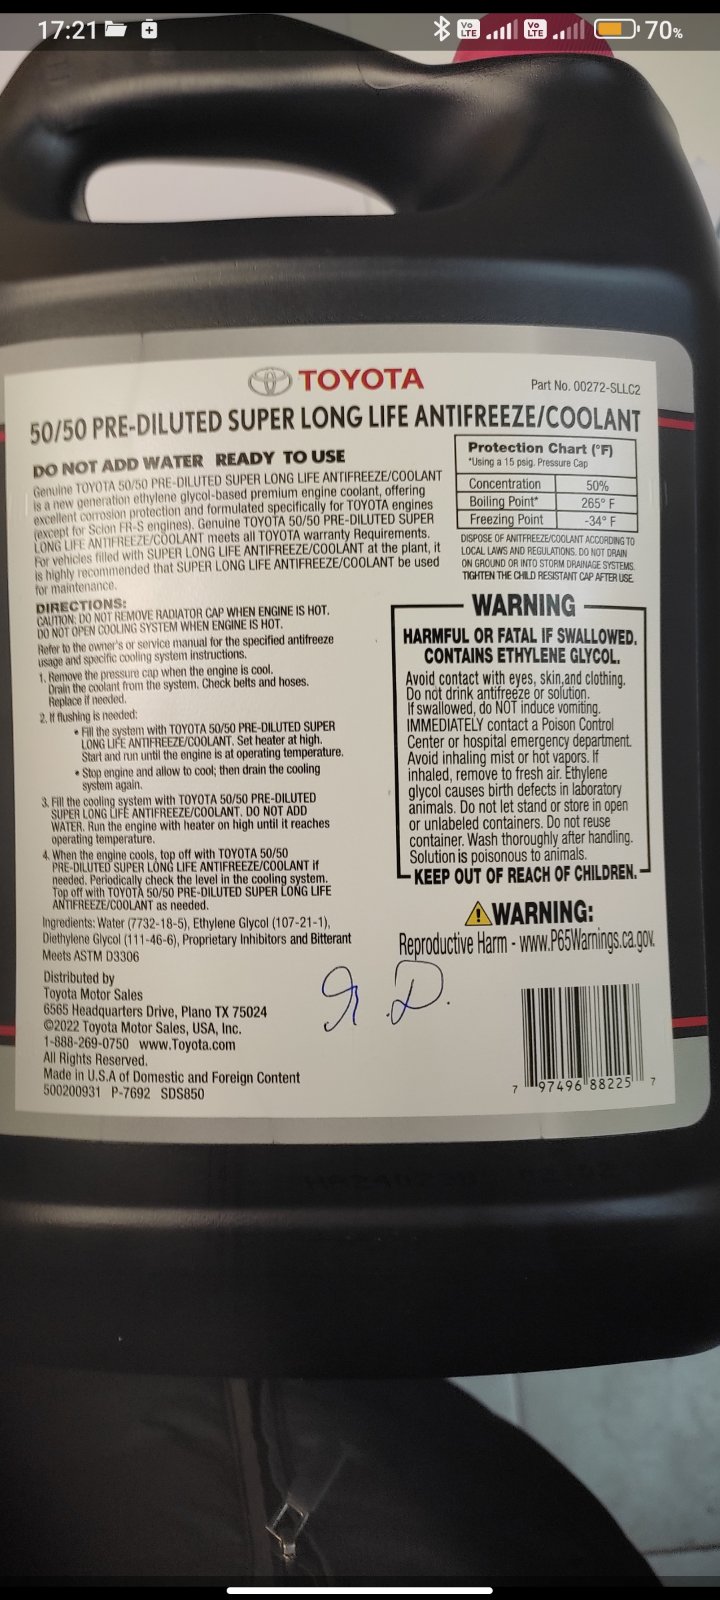 17:21
Vo LTE Vo LTE 70%
TOYOTA
Part No. 00272-SLLC2
50/50 PRE-DILUTED SUPER LONG LIFE ANTIFREEZE/COOLANT
DO NOT ADD WATER READY TO USE
Genuine TOYOTA 50/50 PRE-DILUTED SUPER LONG LIFE ANTIFREEZE/COOLANT
is a new generation ethylene glycol-based premium engine coolant, offering
excellent corrosion protection and formulated specifically for TOYOTA engines
(except for Scion FR-S engines). Genuine TOYOTA 50/50 PRE-DILUTED SUPER
LONG LIFE ANTIFREEZE/COOLANT meets all TOYOTA warranty Requirements.
For vehicles filled with SUPER LONG LIFE ANTIFREEZE/COOLANT at the plant, it
is highly recommended that SUPER LONG LIFE ANTIFREEZE/COOLANT be used
for maintenance.
DIRECTIONS:
CAUTION: DO NOT REMOVE RADIATOR CAP WHEN ENGINE IS HOT.
DO NOT OPEN COOLING SYSTEM WHEN ENGINE IS HOT.
Refer to the owner's or service manual for the specified antifreeze
usage and specific cooling system instructions.
1. Remove the pressure cap when the engine is cool.
Drain the coolant from the system. Check belts and hoses.
Replace if needed.
2. If flushing is needed:
• Fill the system with TOYOTA 50/50 PRE-DILUTED SUPER
LONG LIFE ANTIFREEZE/COOLANT. Set heater at high.
Start and run until the engine is at operating temperature.
• Stop engine and allow to cool; then drain the cooling
system again.
3. Fill the cooling system with TOYOTA 50/50 PRE-DILUTED
SUPER LONG LIFE ANTIFREEZE/COOLANT. DO NOT ADD
WATER. Run the engine with heater on high until it reaches
operating temperature.
4. When the engine cools, top off with TOYOTA 50/50
PRE-DILUTED SUPER LONG LIFE ANTIFREEZE/COOLANT if
needed. Periodically check the level in the cooling system.
Top off with TOYOTA 50/50 PRE-DILUTED SUPER LONG LIFE
ANTIFREEZE/COOLANT as needed.
Ingredients: Water (7732-18-5), Ethylene Glycol (107-21-1),
Diethylene Glycol (111-46-6), Proprietary Inhibitors and Bitterant
Meets ASTM D3306
Distributed by
Toyota Motor Sales
6565 Headquarters Drive, Plano TX 75024
©2022 Toyota Motor Sales, USA, Inc.
1-888-269-0750 www.Toyota.com
All Rights Reserved.
Made in U.S.A of Domestic and Foreign Content
500200931 P-7692 SDS850
Protection Chart (°F)
*Using a 15 psig. Pressure Cap
Concentration 50%
Boiling Point* 265° F
Freezing Point -34° F
DISPOSE OF ANITFREEZE/COOLANT ACCORDING TO
LOCAL LAWS AND REGULATIONS. DO NOT DRAIN
ON GROUND OR INTO STORM DRAINAGE SYSTEMS.
TIGHTEN THE CHILD RESISTANT CAP AFTER USE.
WARNING
HARMFUL OR FATAL IF SWALLOWED.
CONTAINS ETHYLENE GLYCOL.
Avoid contact with eyes, skin,and clothing.
Do not drink antifreeze or solution.
If swallowed, do NOT induce vomiting.
IMMEDIATELY contact a Poison Control
Center or hospital emergency department.
Avoid inhaling mist or hot vapors. If
inhaled, remove to fresh air. Ethylene
glycol causes birth defects in laboratory
animals. Do not let stand or store in open
or unlabeled containers. Do not reuse
container. Wash thoroughly after handling.
Solution is poisonous to animals.
KEEP OUT OF REACH OF CHILDREN.
WARNING:
Reproductive Harm - www.P65Warnings.ca.gov.
7 97496 88225 7